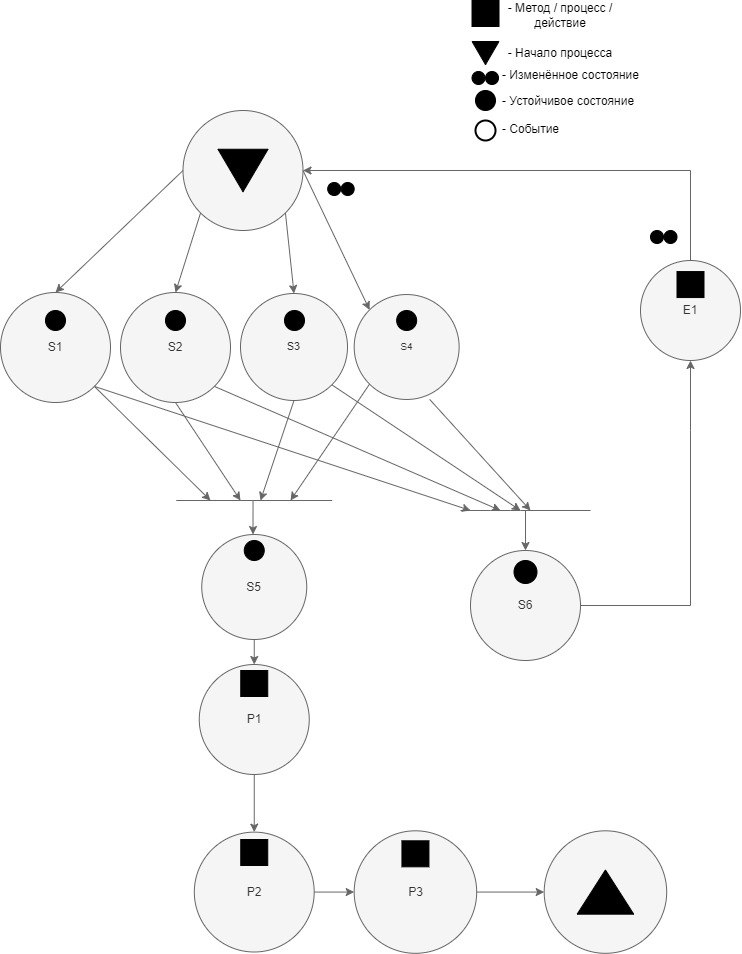 - Метод / процесс /
действие
- Начало процесса
- Изменённое состояние
- Устойчивое состояние
- Событие
E1
S1
S2
S3
S4
S5
S6
P1
P2
P3